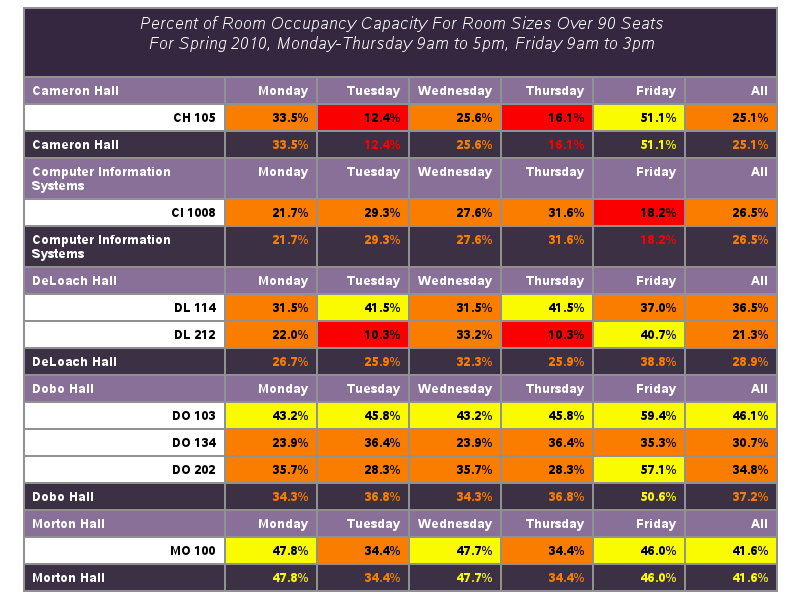 Percent of Room Occupancy Capacity For Room Sizes Over 90 Seats
For Spring 2010, Monday-Thursday 9am to 5pm, Friday 9am to 3pm
Cameron Hall Monday Tuesday Wednesday Thursday Friday All
CH 105 33.5% 12.4% 25.6% 16.1% 51.1% 25.1%
Cameron Hall 33.5% 12.4% 25.6% 16.1% 51.1% 25.1%
Computer Information Monday Tuesday Wednesday Thursday Friday All
Systems
CI 1008 21.7% 29.3% 27.6% 31.6% 18.2% 26.5%
Computer Information 21.7% 29.3% 27.6% 31.6% 18.2% 26.5%
Systems
DeLoach Hall Monday Tuesday Wednesday Thursday Friday All
DL 114 31.5% 41.5% 31.5% 41.5% 37.0% 36.5%
DL 212 22.0% 10.3% 33.2% 10.3% 40.7% 21.3%
DeLoach Hall 26.7% 25.9% 32.3% 25.9% 38.8% 28.9%
Dobo Hall Monday Tuesday Wednesday Thursday Friday All
DO 103 43.2% 45.8% 43.2% 45.8% 59.4% 46.1%
DO 134 23.9% 36.4% 23.9% 36.4% 35.3% 30.7%
DO 202 35.7% 28.3% 35.7% 28.3% 57.1% 34.8%
Dobo Hall 34.3% 36.8% 34.3% 36.8% 50.6% 37.2%
Morton Hall Monday Tuesday Wednesday Thursday Friday All
MO 100 47.8% 34.4% 47.7% 34.4% 46.0% 41.6%
Morton Hall 47.8% 34.4% 47.7% 34.4% 46.0% 41.6%